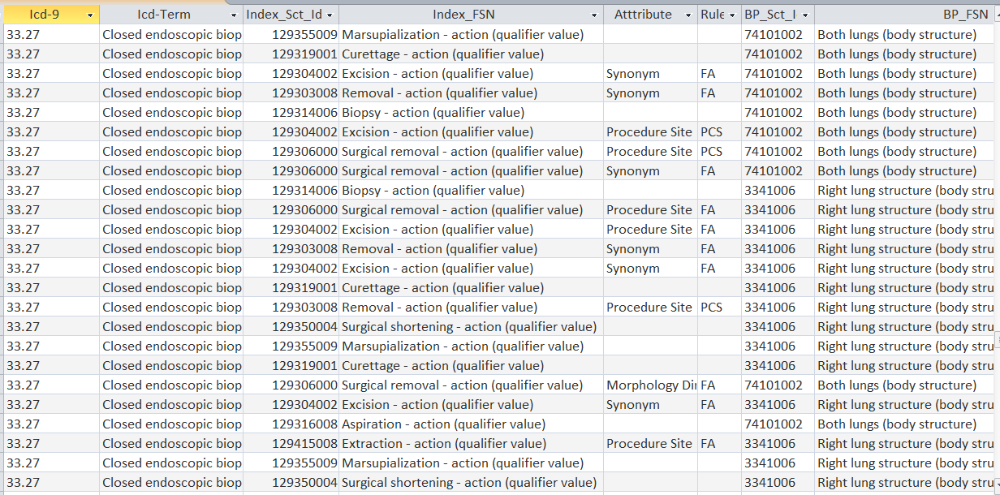 Icd-9 Icd-Term Index_Sct_Id Index_FSN Atttribute Rule BP_Sct_I BP_FSN
33.27 Closed endoscopic biop 129355009 Marsupialization - action (qualifier value) 74101002 Both lungs (body structure)
33.27 Closed endoscopic biop 129319001 Curettage - action (qualifier value) 74101002 Both lungs (body structure)
33.27 Closed endoscopic biop 129304002 Excision - action (qualifier value) Synonym FA 74101002 Both lungs (body structure)
33.27 Closed endoscopic biop 129303008 Removal - action (qualifier value) Synonym FA 74101002 Both lungs (body structure)
33.27 Closed endoscopic biop 129314006 Biopsy - action (qualifier value) 74101002 Both lungs (body structure)
33.27 Closed endoscopic biop 129304002 Excision - action (qualifier value) Procedure Site PCS 74101002 Both lungs (body structure)
33.27 Closed endoscopic biop 129306000 Surgical removal - action (qualifier value) Procedure Site PCS 74101002 Both lungs (body structure)
33.27 Closed endoscopic biop 129306000 Surgical removal - action (qualifier value) Synonym FA 74101002 Both lungs (body structure)
33.27 Closed endoscopic biop 129314006 Biopsy - action (qualifier value) 3341006 Right lung structure (body stru
33.27 Closed endoscopic biop 129306000 Surgical removal - action (qualifier value) Procedure Site FA 3341006 Right lung structure (body stru
33.27 Closed endoscopic biop 129304002 Excision - action (qualifier value) Procedure Site FA 3341006 Right lung structure (body stru
33.27 Closed endoscopic biop 129303008 Removal - action (qualifier value) Synonym FA 3341006 Right lung structure (body stru
33.27 Closed endoscopic biop 129304002 Excision - action (qualifier value) Synonym FA 3341006 Right lung structure (body stru
33.27 Closed endoscopic biop 129319001 Curettage - action (qualifier value) 3341006 Right lung structure (body stru
33.27 Closed endoscopic biop 129303008 Removal - action (qualifier value) Procedure Site PCS 3341006 Right lung structure (body stru
33.27 Closed endoscopic biop 129350004 Surgical shortening - action (qualifier value) 3341006 Right lung structure (body stru
33.27 Closed endoscopic biop 129355009 Marsupialization - action (qualifier value) 3341006 Right lung structure (body stru
33.27 Closed endoscopic biop 129319001 Curettage - action (qualifier value) 3341006 Right lung structure (body stru
33.27 Closed endoscopic biop 129306000 Surgical removal - action (qualifier value) Morphology Dir FA 74101002 Both lungs (body structure)
33.27 Closed endoscopic biop 129304002 Excision - action (qualifier value) Synonym FA 3341006 Right lung structure (body stru
33.27 Closed endoscopic biop 129316008 Aspiration - action (qualifier value) 74101002 Both lungs (body structure)
33.27 Closed endoscopic biop 129415008 Extraction - action (qualifier value) Procedure Site FA 3341006 Right lung structure (body stru
33.27 Closed endoscopic biop 129355009 Marsupialization - action (qualifier value) 3341006 Right lung structure (body stru
33.27 Closed endoscopic biop 129350004 Surgical shortening - action (qualifier value) 3341006 Right lung structure (body stru